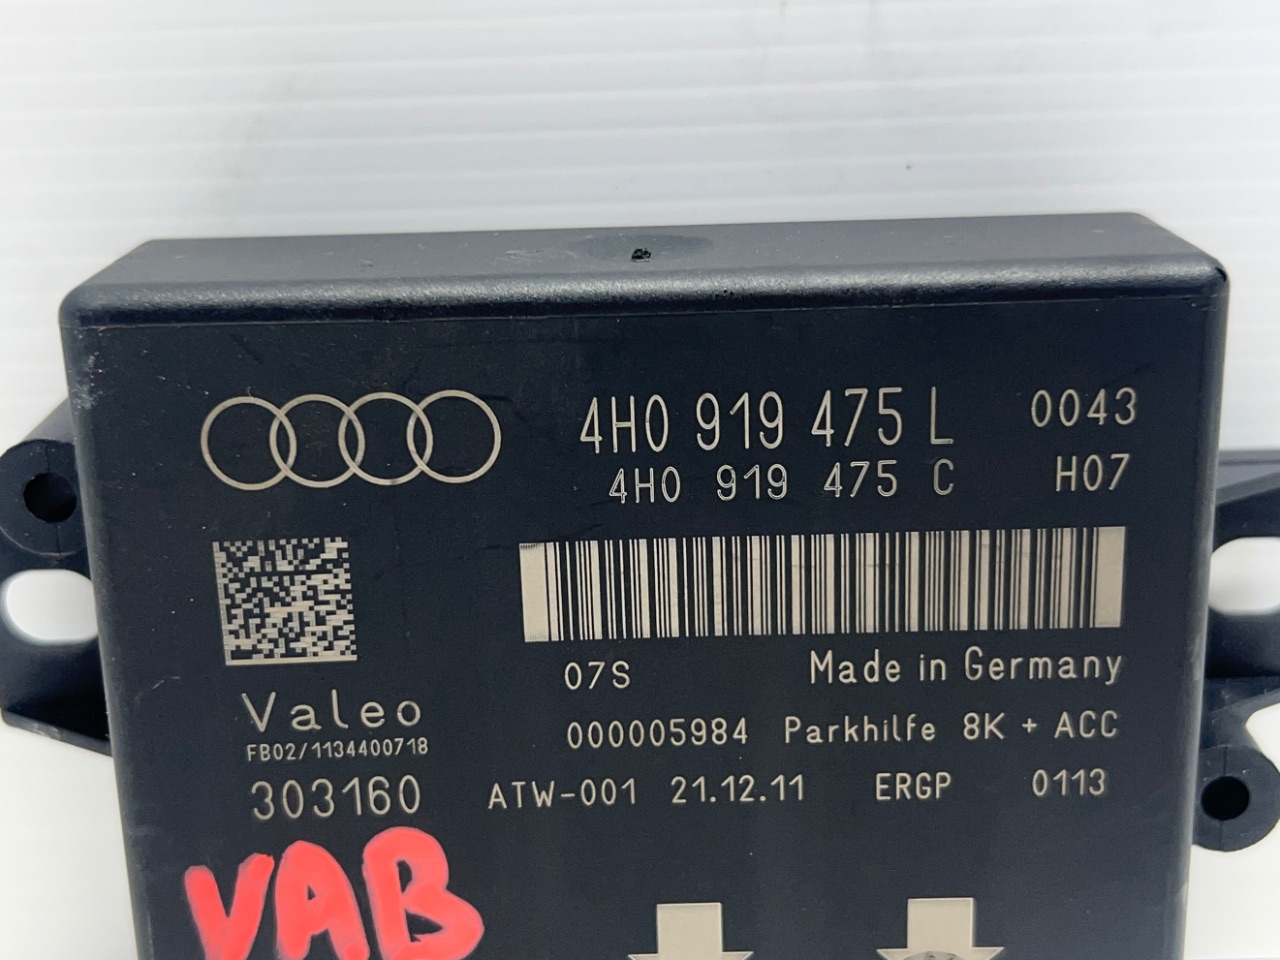 4H0 919 475 L 0043
4H0 919 475 C H07
07S Made in Germany
Valeo
FB02/1134400718
000005984 Parkhilfe 8K + ACC
303160 ATW-001 21.12.11 ERGP 0113
VAB